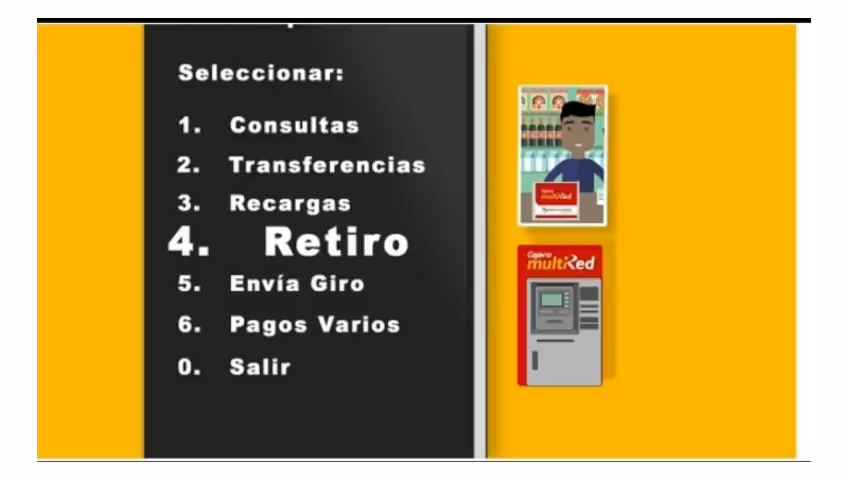 Seleccionar:
1. Consultas
2. Transferencias
3. Recargas
4. Retiro
5. Envía Giro
6. Pagos Varios
0. Salir
multiRed
Cajero
multiRed